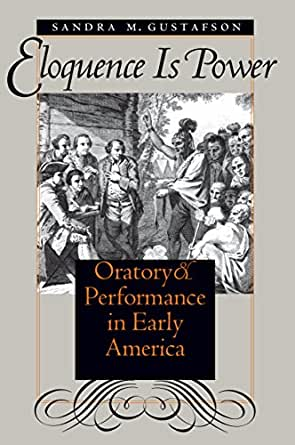 SANDRA M. GUSTAFSON
Eloquence Is Power
Oratory &
Performance
in Early
America